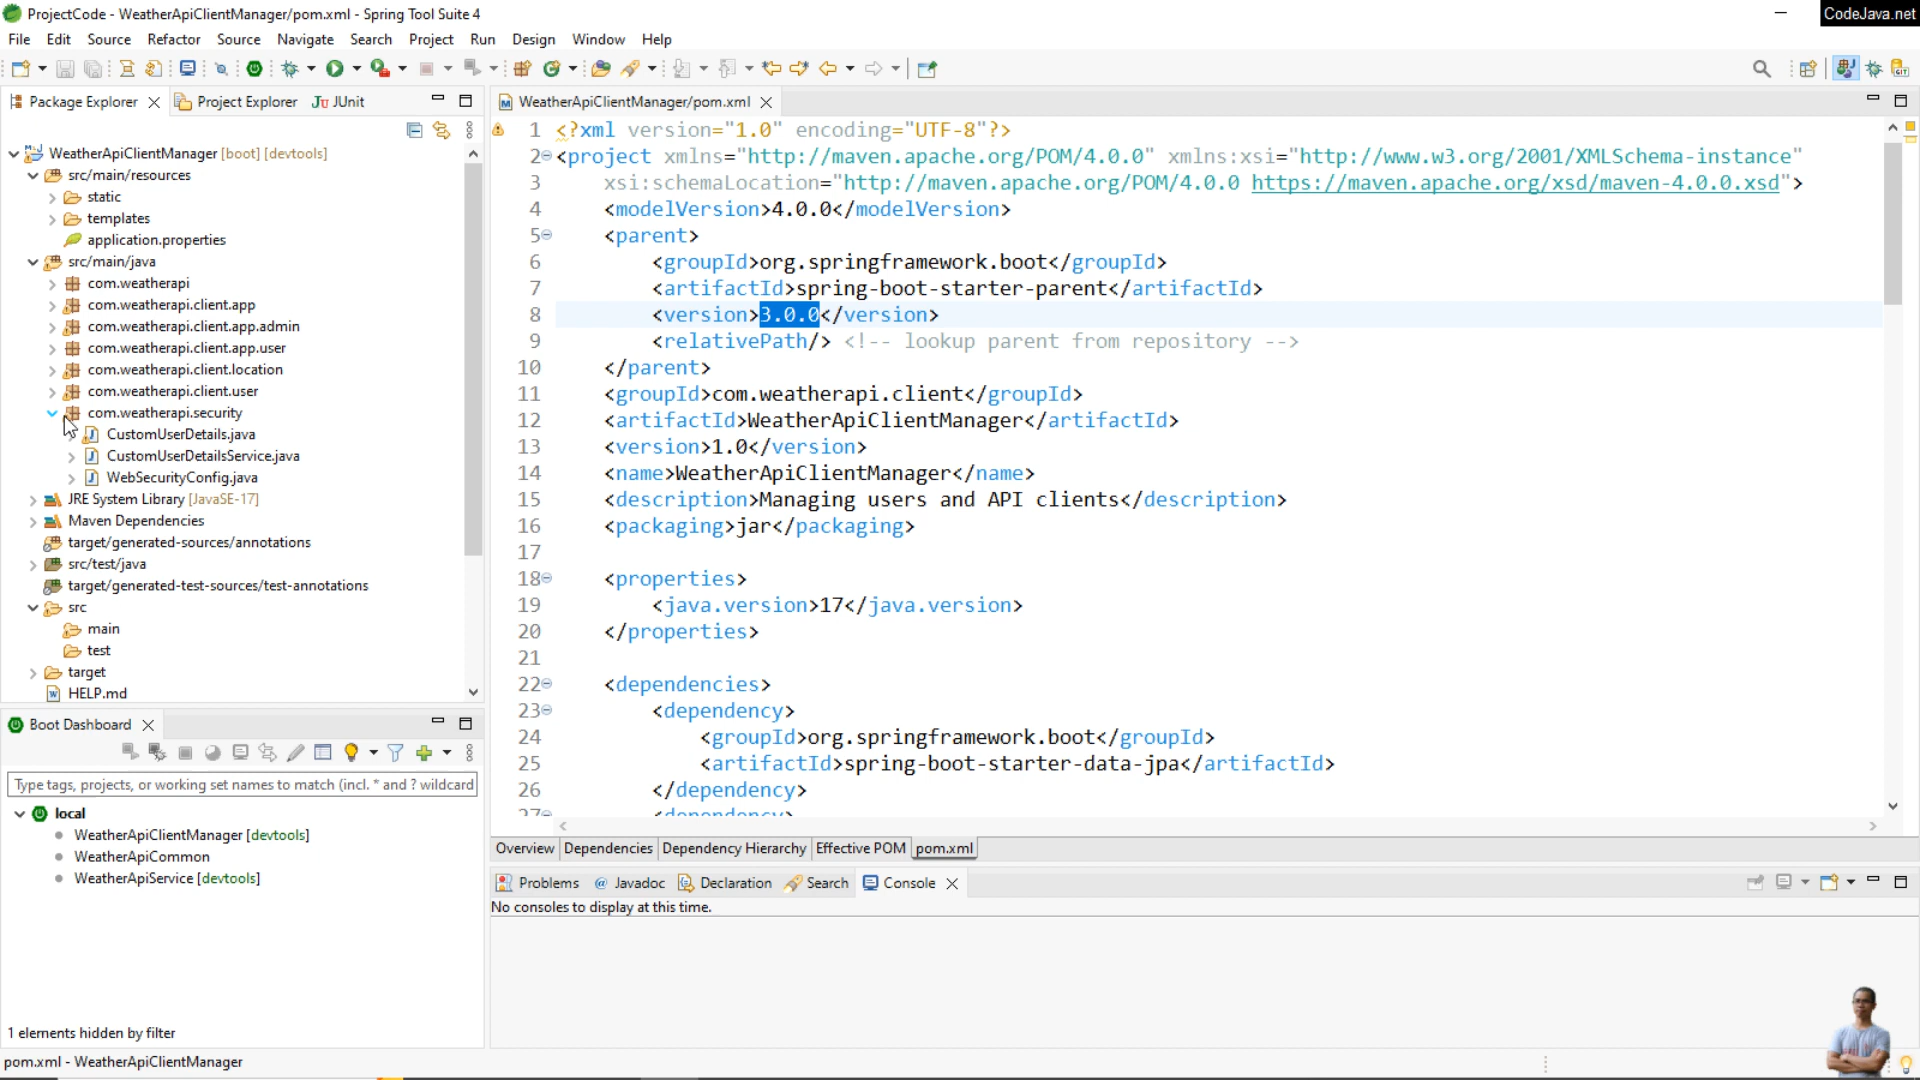 ProjectCode - WeatherApiClientManager/pom.xml - Spring Tool Suite 4
CodeJava.net
File Edit Source Refactor Source Navigate Search Project Run Design Window Help
Package Explorer Project Explorer JUnit
WeatherApiClientManager [boot] [devtools]
src/main/resources
static
templates
application.properties
src/main/java
com.weatherapi
com.weatherapi.client.app
com.weatherapi.client.app.admin
com.weatherapi.client.app.user
com.weatherapi.client.location
com.weatherapi.client.user
com.weatherapi.security
CustomUserDetails.java
CustomUserDetailsService.java
WebSecurityConfig.java
JRE System Library [JavaSE-17]
Maven Dependencies
target/generated-sources/annotations
src/test/java
target/generated-test-sources/test-annotations
src
main
test
target
HELP.md
Boot Dashboard
Type tags, projects, or working set names to match (incl. * and ? wildcard
local
WeatherApiClientManager [devtools]
WeatherApiCommon
WeatherApiService [devtools]
1 elements hidden by filter
WeatherApiClientManager/pom.xml
1 <?xml version="1.0" encoding="UTF-8"?>
2 <project xmlns="http://maven.apache.org/POM/4.0.0" xmlns:xsi="http://www.w3.org/2001/XMLSchema-instance"
3 xsi:schemaLocation="http://maven.apache.org/POM/4.0.0 https://maven.apache.org/xsd/maven-4.0.0.xsd">
4 <modelVersion>4.0.0</modelVersion>
5 <parent>
6 <groupId>org.springframework.boot</groupId>
7 <artifactId>spring-boot-starter-parent</artifactId>
8 <version>3.0.0</version>
9 <relativePath/> <!-- lookup parent from repository -->
10 </parent>
11 <groupId>com.weatherapi.client</groupId>
12 <artifactId>WeatherApiClientManager</artifactId>
13 <version>1.0</version>
14 <name>WeatherApiClientManager</name>
15 <description>Managing users and API clients</description>
16 <packaging>jar</packaging>
17
18 <properties>
19 <java.version>17</java.version>
20 </properties>
21
22 <dependencies>
23 <dependency>
24 <groupId>org.springframework.boot</groupId>
25 <artifactId>spring-boot-starter-data-jpa</artifactId>
26 </dependency>
27 <dependency>
Overview Dependencies Dependency Hierarchy Effective POM pom.xml
Problems Javadoc Declaration Search Console
No consoles to display at this time.
pom.xml - WeatherApiClientManager